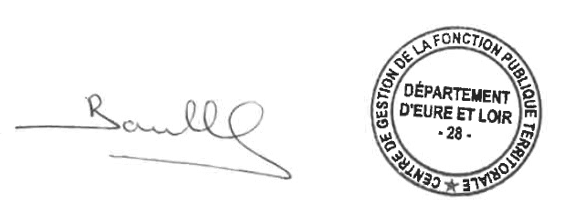 CENTRE DE GESTION DE LA FONCTION PUBLIQUE TERRITORIALE ★
DÉPARTEMENT
D'EURE ET LOIR
- 28 -